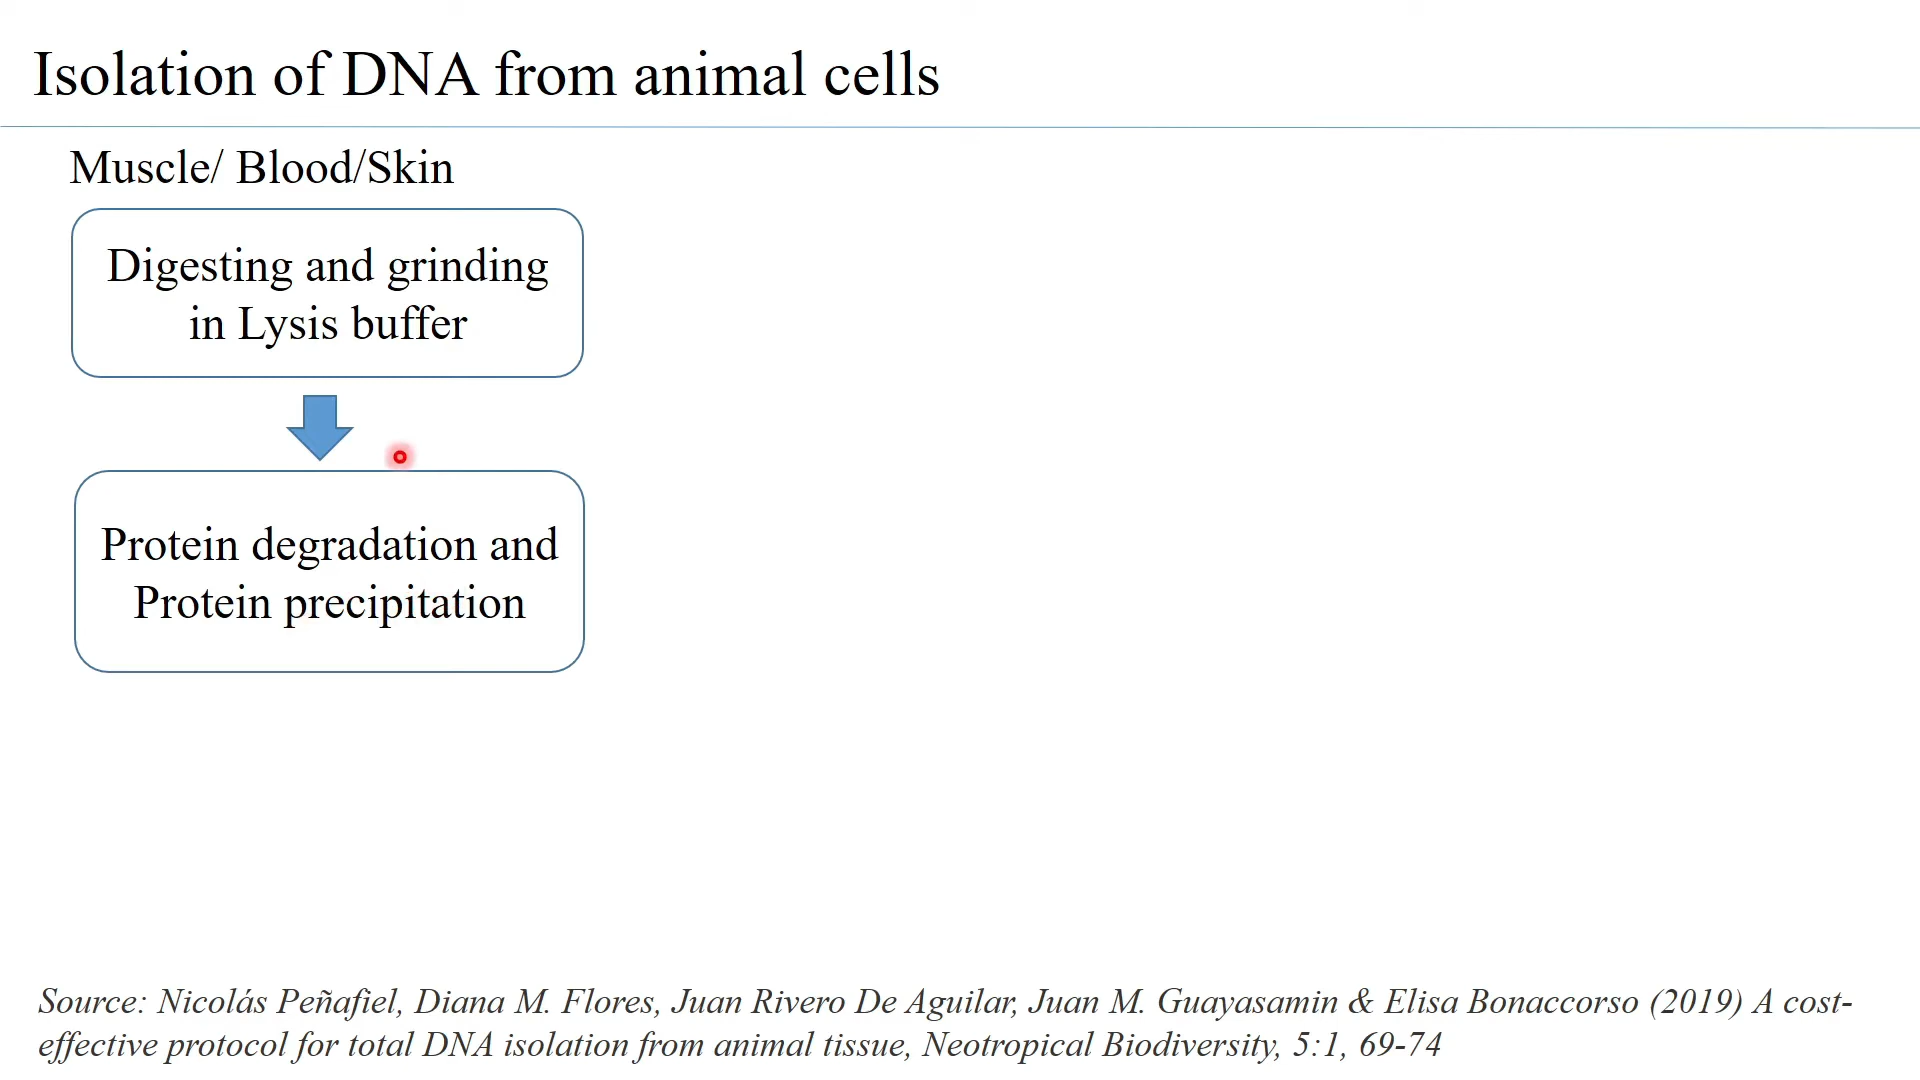 Isolation of DNA from animal cells
Muscle/ Blood/Skin
Digesting and grinding
in Lysis buffer
Protein degradation and
Protein precipitation
Source: Nicolás Peñafiel, Diana M. Flores, Juan Rivero De Aguilar, Juan M. Guayasamin & Elisa Bonaccorso (2019) A cost-
effective protocol for total DNA isolation from animal tissue, Neotropical Biodiversity, 5:1, 69-74